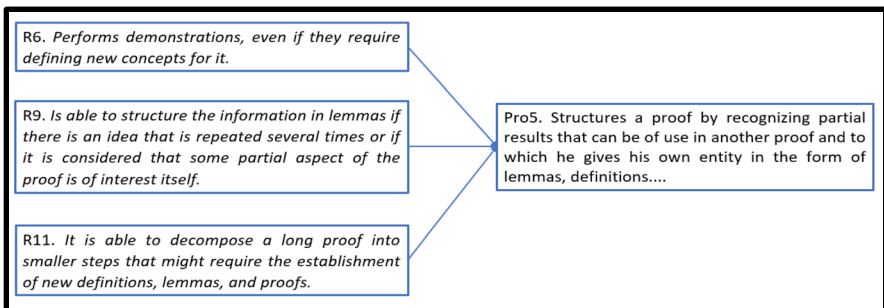 R6. Performs demonstrations, even if they require
defining new concepts for it.
R9. Is able to structure the information in lemmas if
there is an idea that is repeated several times or if
it is considered that some partial aspect of the
proof is of interest itself.
R11. It is able to decompose a long proof into
smaller steps that might require the establishment
of new definitions, lemmas, and proofs.
Pro5. Structures a proof by recognizing partial
results that can be of use in another proof and to
which he gives his own entity in the form of
lemmas, definitions....